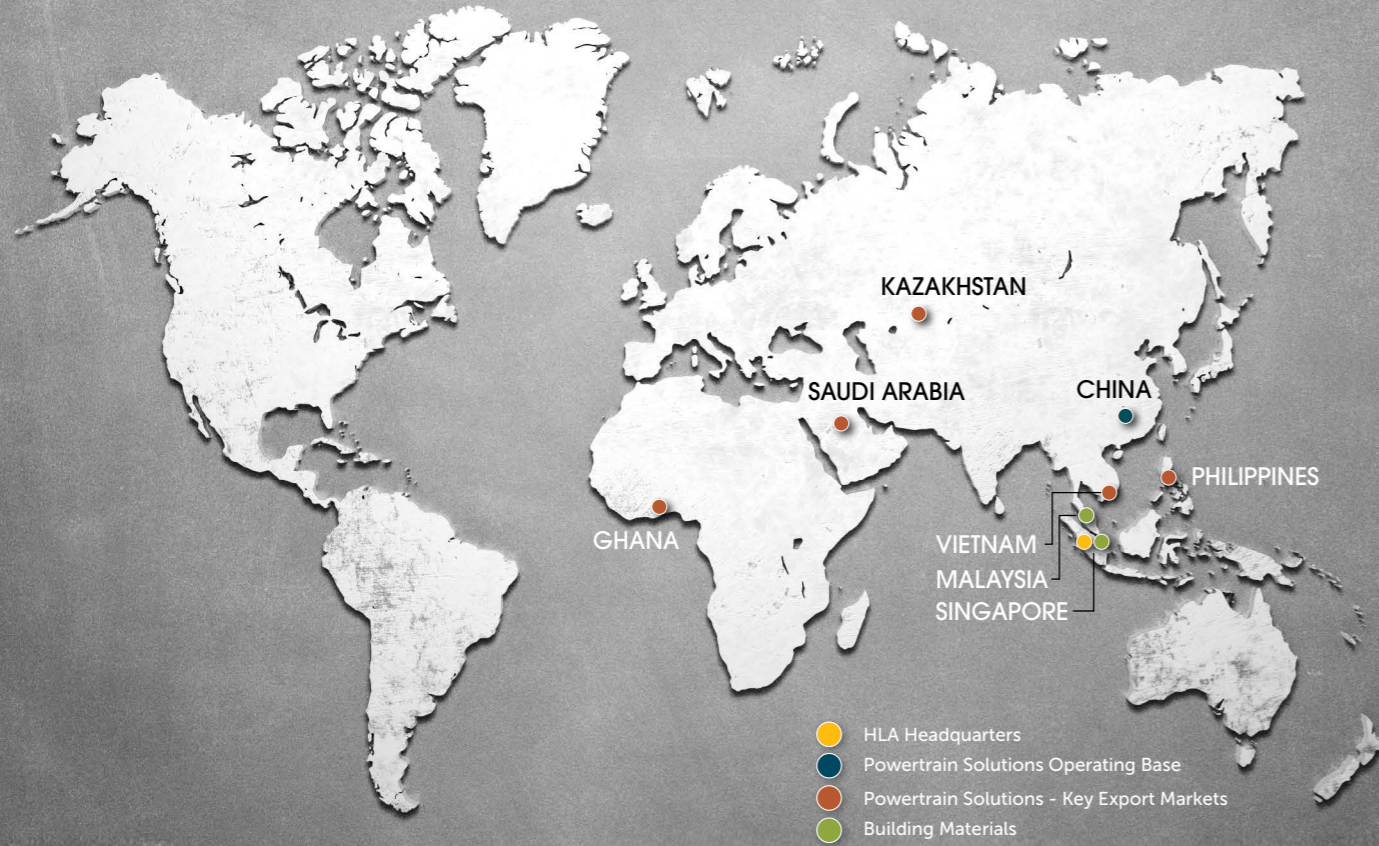 KAZAKHSTAN
SAUDI ARABIA
CHINA
PHILIPPINES
GHANA
VIETNAM
MALAYSIA
SINGAPORE
HLA Headquarters
Powertrain Solutions Operating Base
Powertrain Solutions - Key Export Markets
Building Materials